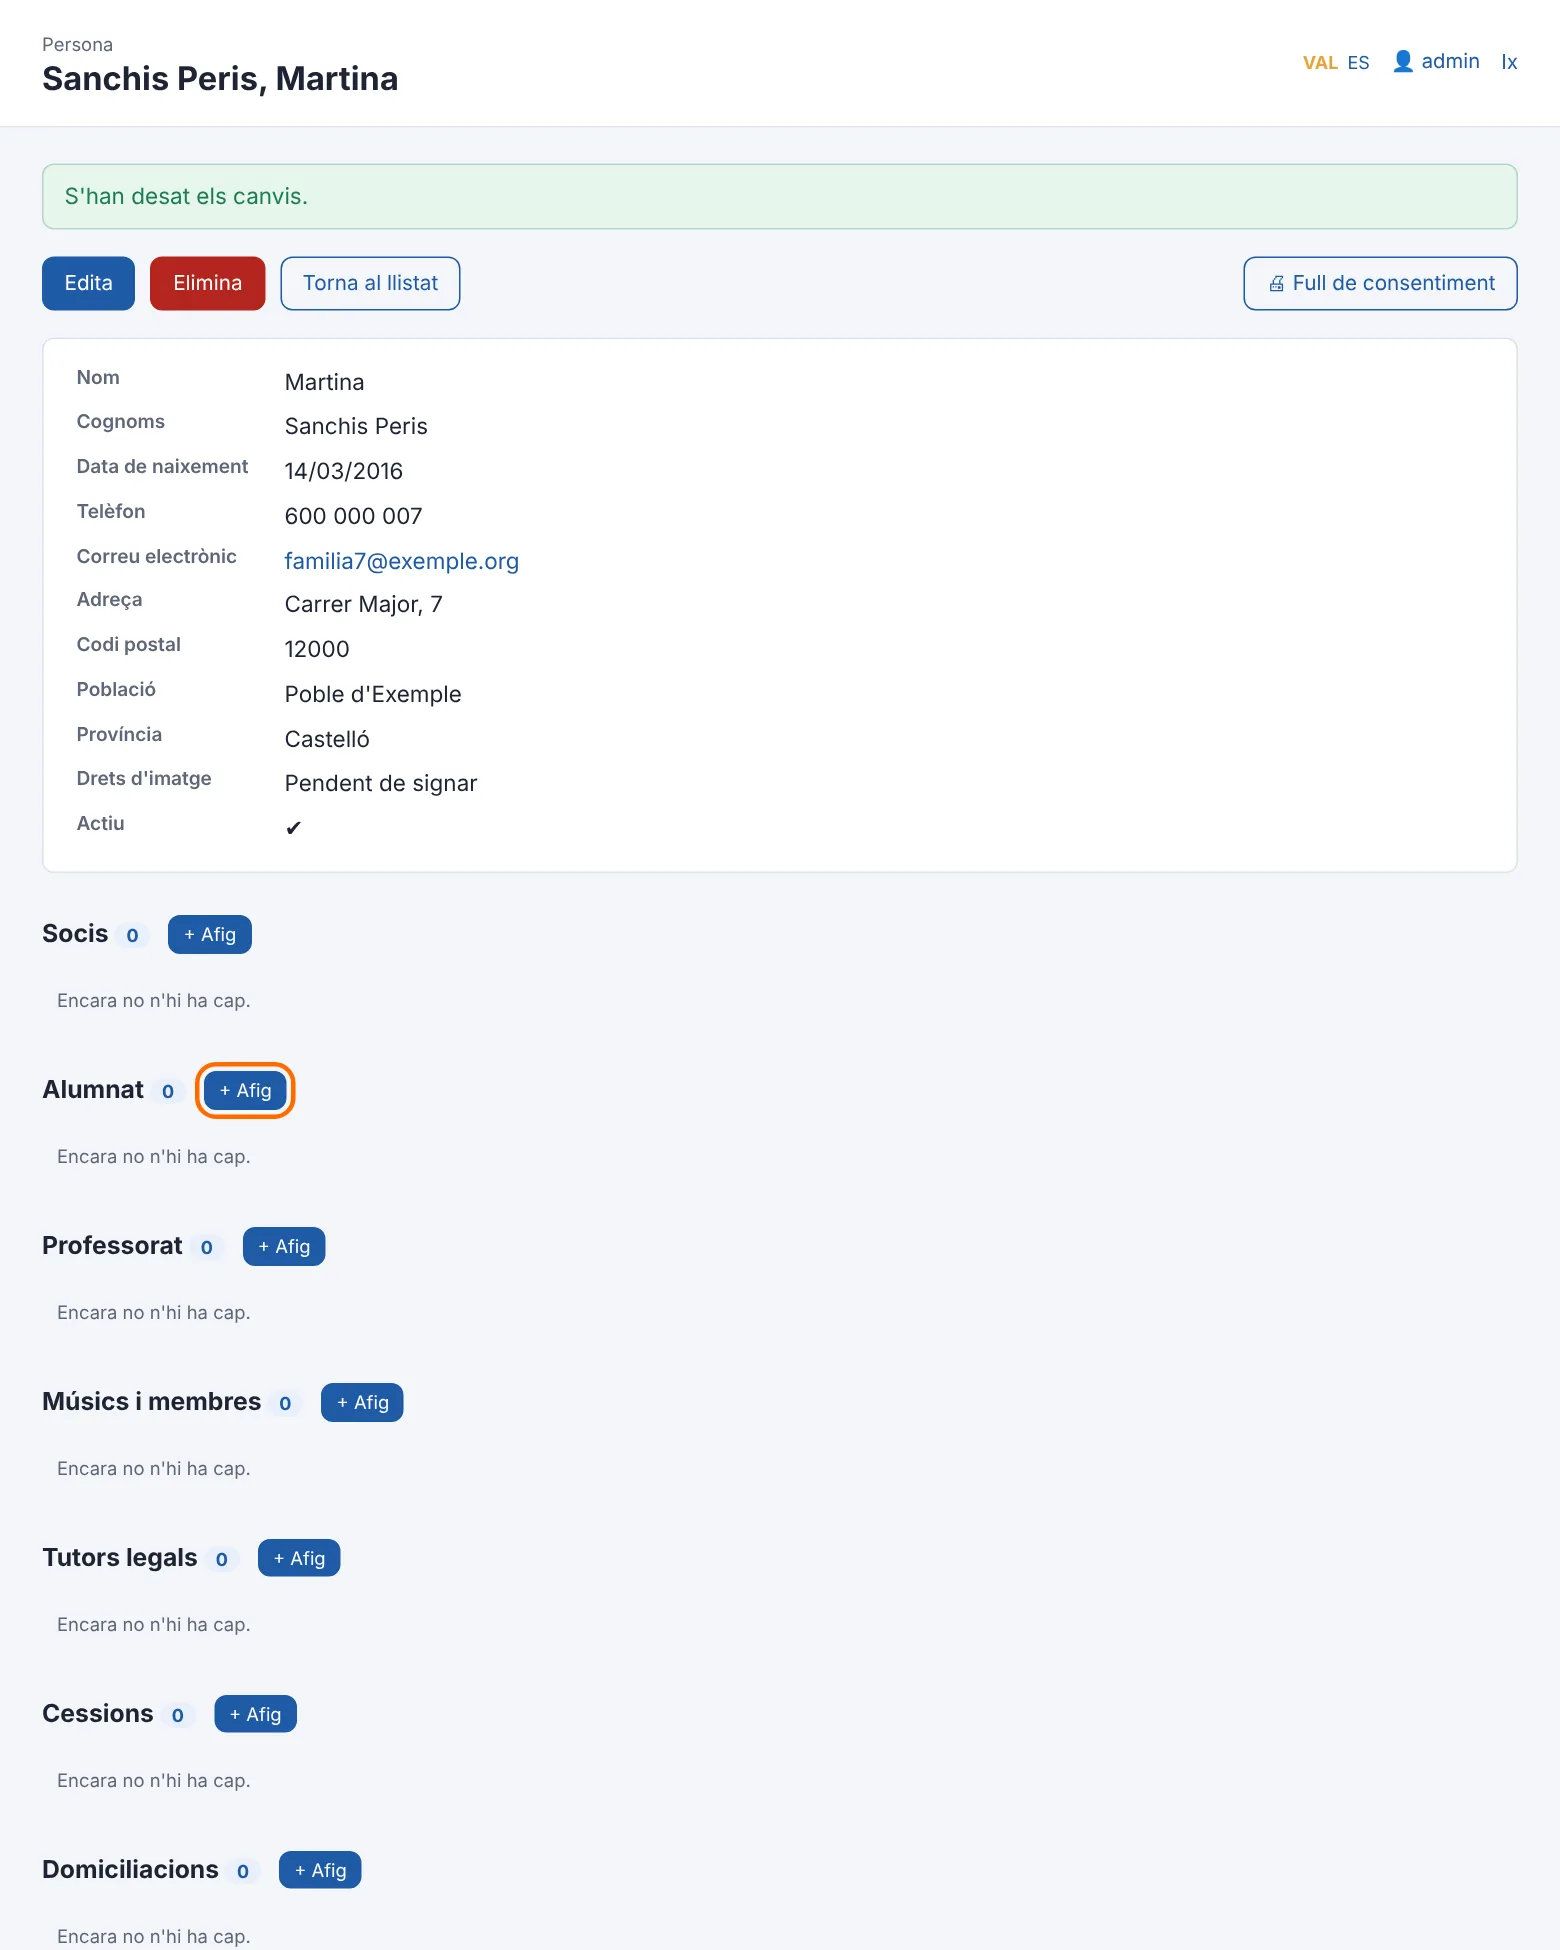 Persona
Sanchis Peris, Martina
VAL ES admin Ix
S'han desat els canvis.
Edita Elimina Torna al llistat Full de consentiment
Nom Martina
Cognoms Sanchis Peris
Data de naixement 14/03/2016
Telèfon 600 000 007
Correu electrònic familia7@exemple.org
Adreça Carrer Major, 7
Codi postal 12000
Població Poble d'Exemple
Província Castelló
Drets d'imatge Pendent de signar
Actiu ✔
Socis 0 + Afig
Encara no n'hi ha cap.
Alumnat 0 + Afig
Encara no n'hi ha cap.
Professorat 0 + Afig
Encara no n'hi ha cap.
Músics i membres 0 + Afig
Encara no n'hi ha cap.
Tutors legals 0 + Afig
Encara no n'hi ha cap.
Cessions 0 + Afig
Encara no n'hi ha cap.
Domiciliacions 0 + Afig
Encara no n'hi ha cap.